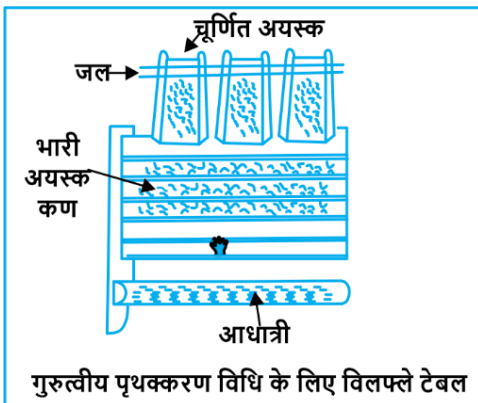 चूर्णित अयस्क
जल
भारी
अयस्क
कण
आधात्री
गुरुत्वीय पृथक्करण विधि के लिए विलफ्ले टेबल